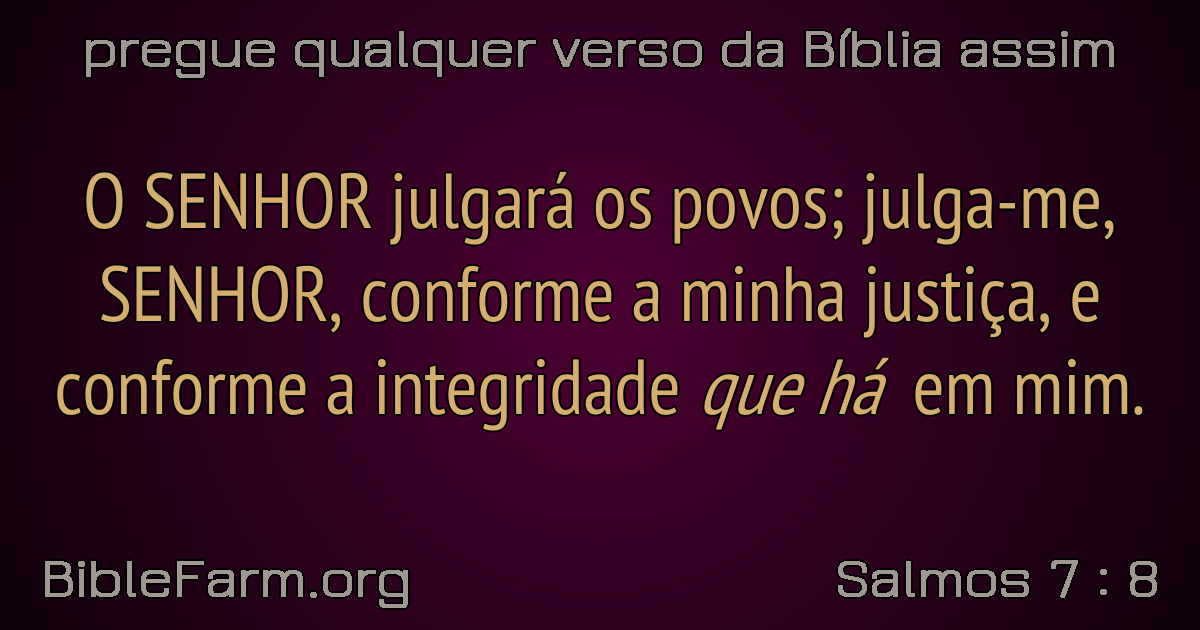 pregue qualquer verso da Bíblia assim
O SENHOR julgará os povos; julga-me,
SENHOR, conforme a minha justiça, e
conforme a integridade que há em mim.
BibleFarm.org
Salmos 7 : 8